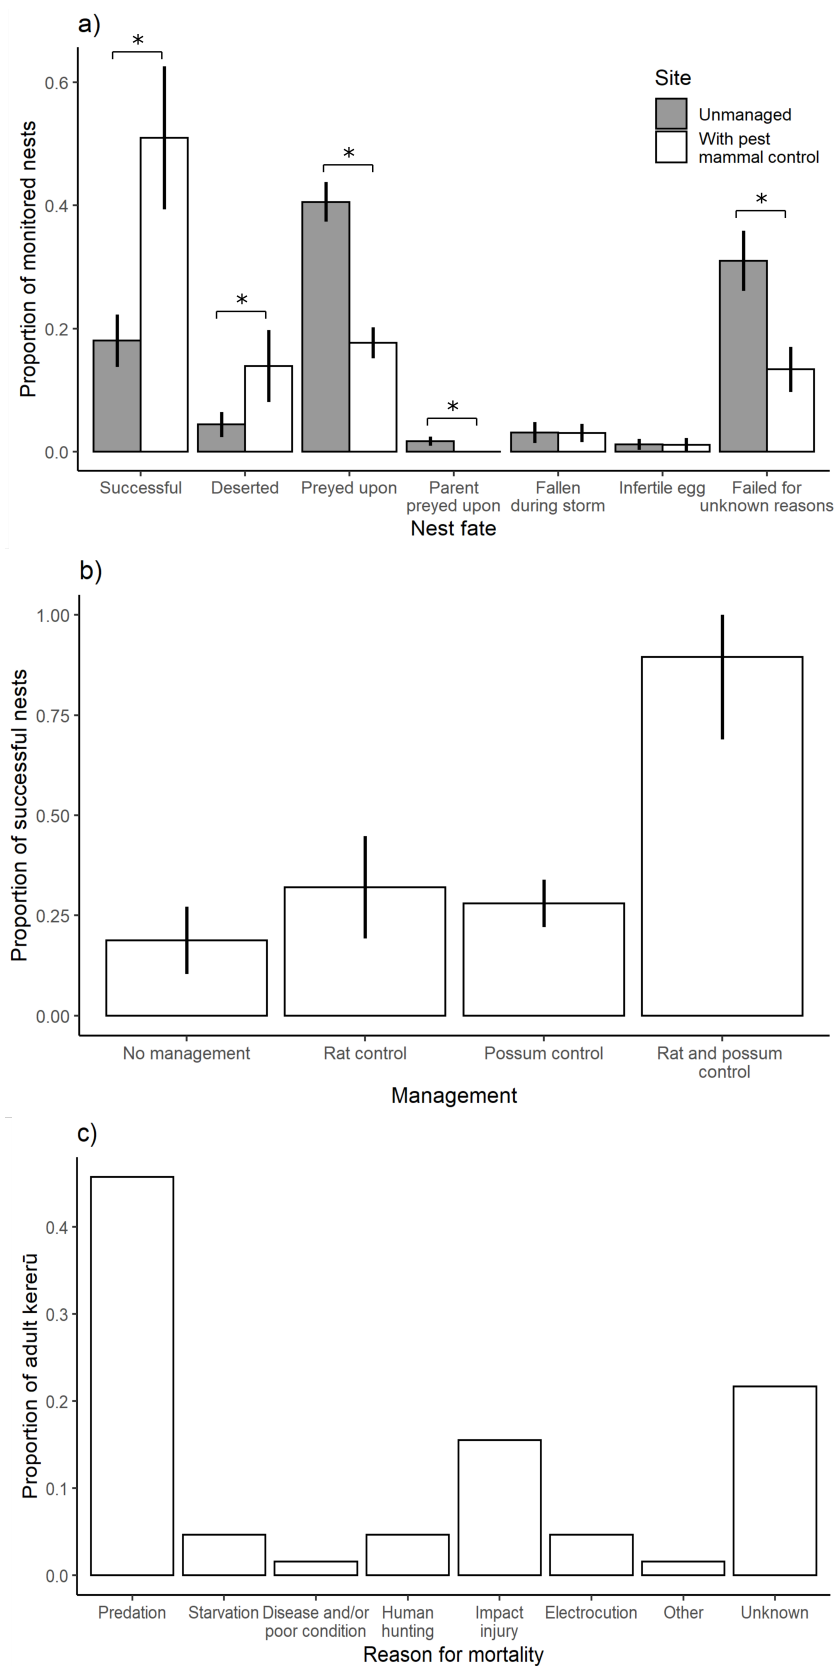 a)
*
*
*
*
*
Site
Unmanaged
With pest
mammal control
Proportion of monitored nests
0.6
0.4
0.2
0.0
Successful Deserted Preyed upon Parent Fallen Infertile egg Failed for
preyed upon during storm unknown reasons
Nest fate
b)
Proportion of successful nests
1.00
0.75
0.50
0.25
0.00
No management Rat control Possum control Rat and possum
control
Management
c)
Proportion of adult kererū
0.4
0.3
0.2
0.1
0.0
Predation Starvation Disease and/or Human Impact Electrocution Other Unknown
poor condition hunting injury
Reason for mortality